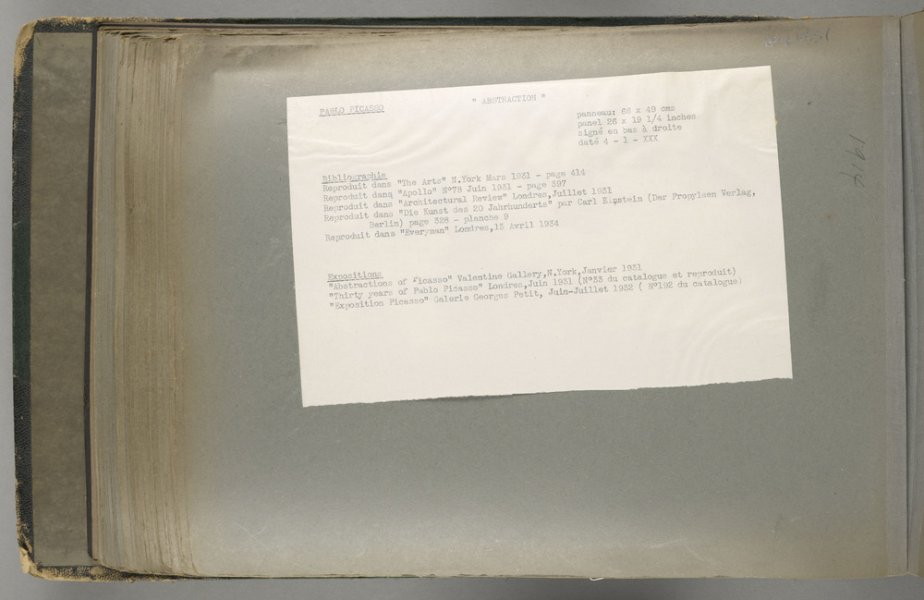 PABLO PICASSO
" ABSTRACTION "
panneau: 66 x 49 cms
panel 26 x 19 1/4 inches
signé en bas à droite
daté 4 - 1 - XXX
Bibliographie
Reproduit dans "The Arts" N.York Mars 1931 - page 414
Reproduit dans "Apollo" N°78 Juin 1931 - page 397
Reproduit dans "Architectural Review" Londres,Juillet 1931
Reproduit dans "Die Kunst des 20 Jahrhunderts" par Carl Einstein (Der Propylaen Verlag,
Berlin) page 328 - planche 9
Reproduit dans "Everyman" Londres,13 Avril 1934
Expositions
"Abstractions of Picasso" Valentine Gallery,N.York,Janvier 1931
"Thirty years of Pablo Picasso" Londres,Juin 1931 (N°33 du catalogue et reproduit)
"Exposition Picasso" Galerie Georges Petit, Juin-Juillet 1932 ( N°192 du catalogue)